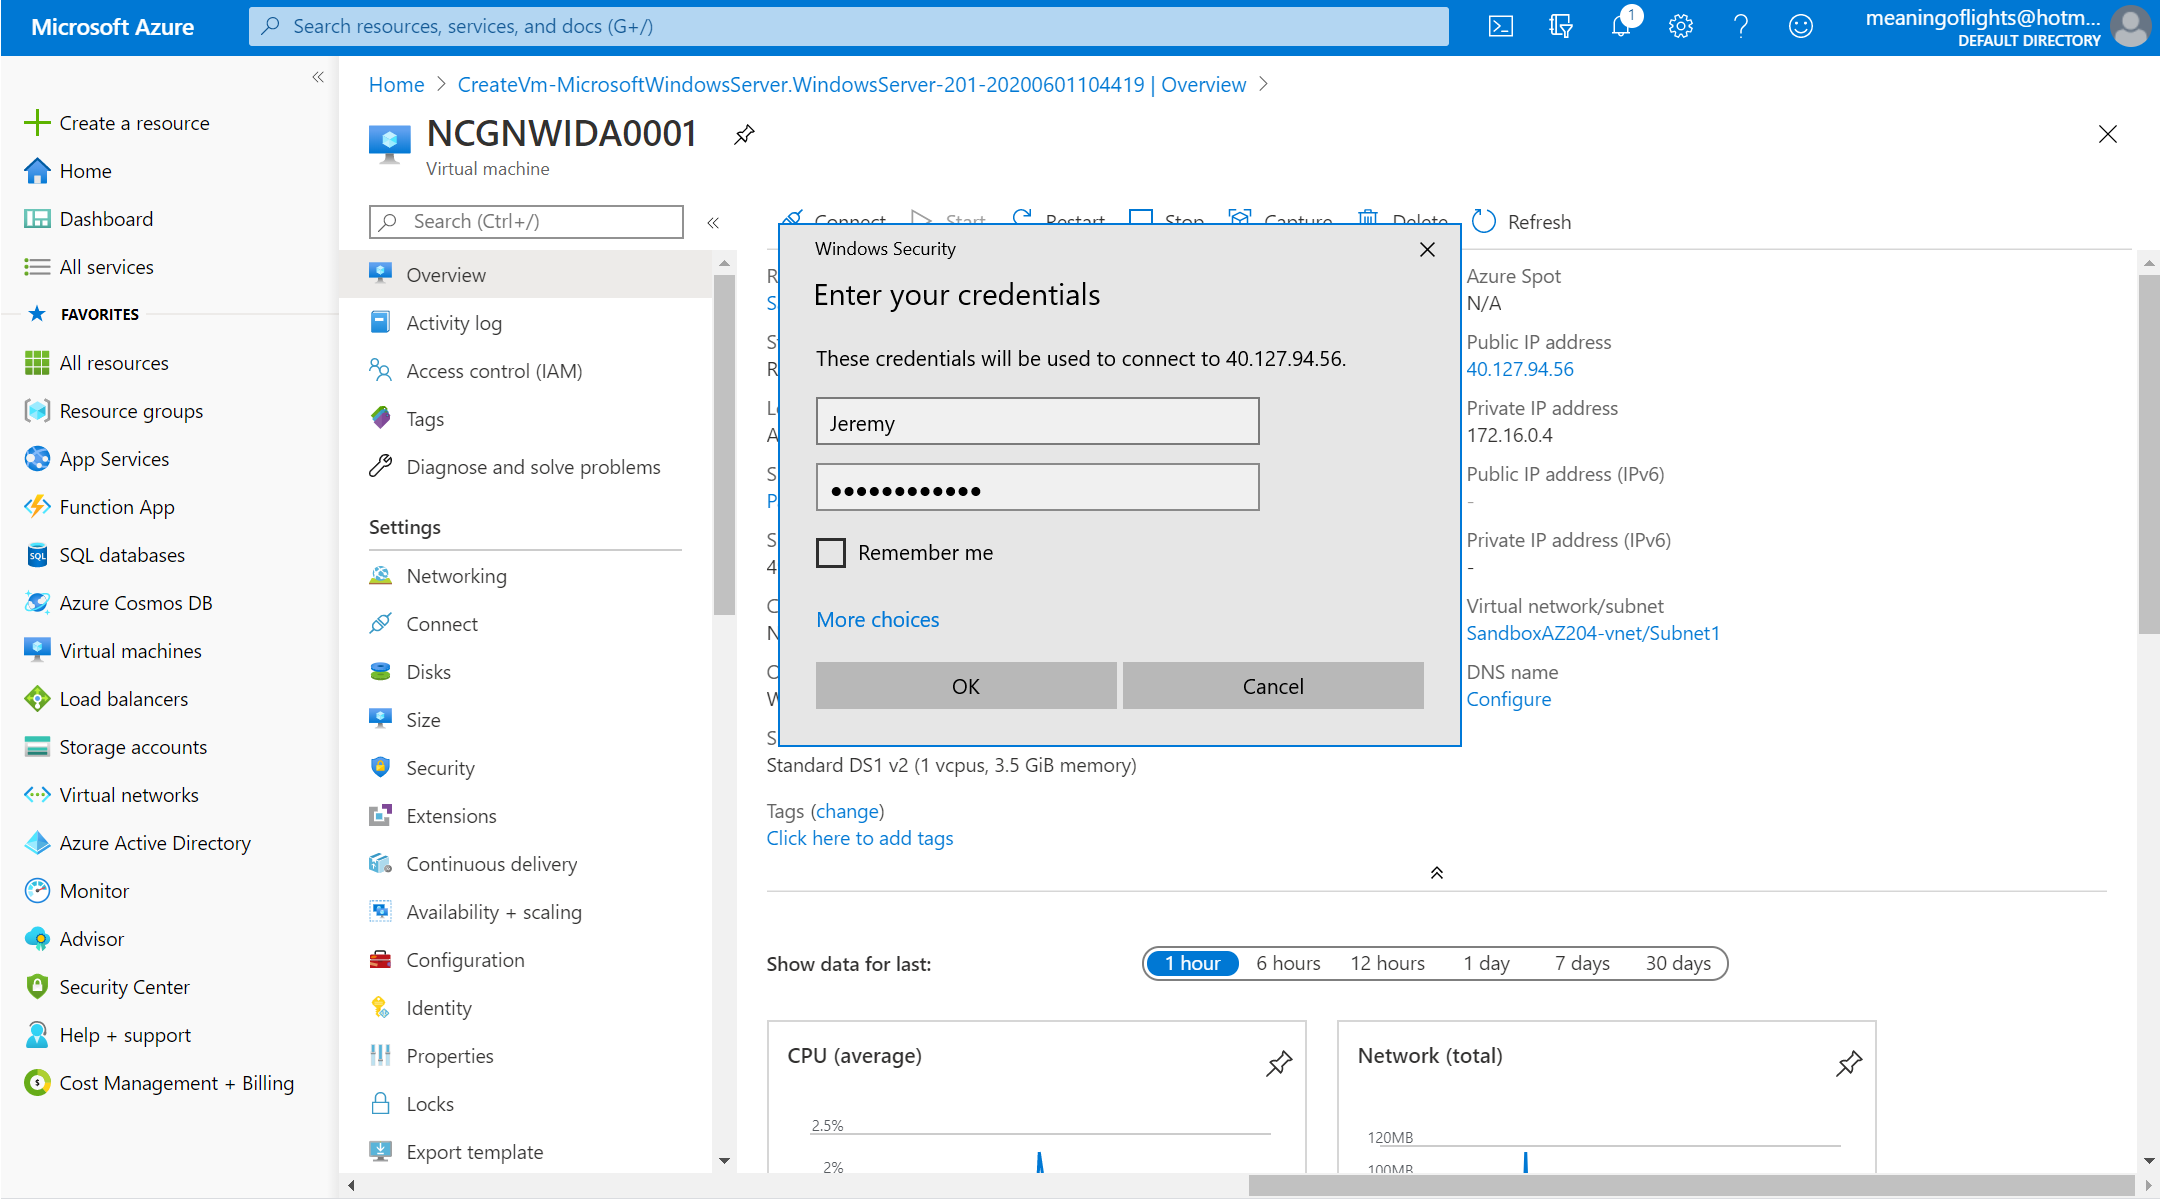 Microsoft Azure
Search resources, services, and docs (G+/)
1
meaningoflights@hotm...
DEFAULT DIRECTORY
Create a resource
Home
Dashboard
All services
FAVORITES
All resources
Resource groups
App Services
Function App
SQL databases
Azure Cosmos DB
Virtual machines
Load balancers
Storage accounts
Virtual networks
Azure Active Directory
Monitor
Advisor
Security Center
Help + support
Cost Management + Billing
Home > CreateVm-MicrosoftWindowsServer.WindowsServer-201-20200601104419 | Overview >
NCGNWIDA0001
Virtual machine
Search (Ctrl+/)
Overview
Activity log
Access control (IAM)
Tags
Diagnose and solve problems
Settings
Networking
Connect
Disks
Size
Security
Extensions
Continuous delivery
Availability + scaling
Configuration
Identity
Properties
Locks
Export template
Connect Start Restart Stop Capture Delete Refresh
Windows Security
Enter your credentials
These credentials will be used to connect to 40.127.94.56.
Jeremy
●●●●●●●●●●●●
Remember me
More choices
OK Cancel
Azure Spot
N/A
Public IP address
40.127.94.56
Private IP address
172.16.0.4
Public IP address (IPv6)
-
Private IP address (IPv6)
-
Virtual network/subnet
SandboxAZ204-vnet/Subnet1
DNS name
Configure
Standard DS1 v2 (1 vcpus, 3.5 GiB memory)
Tags (change)
Click here to add tags
Show data for last:
1 hour 6 hours 12 hours 1 day 7 days 30 days
CPU (average)
2.5%
2%
Network (total)
120MB
100MB